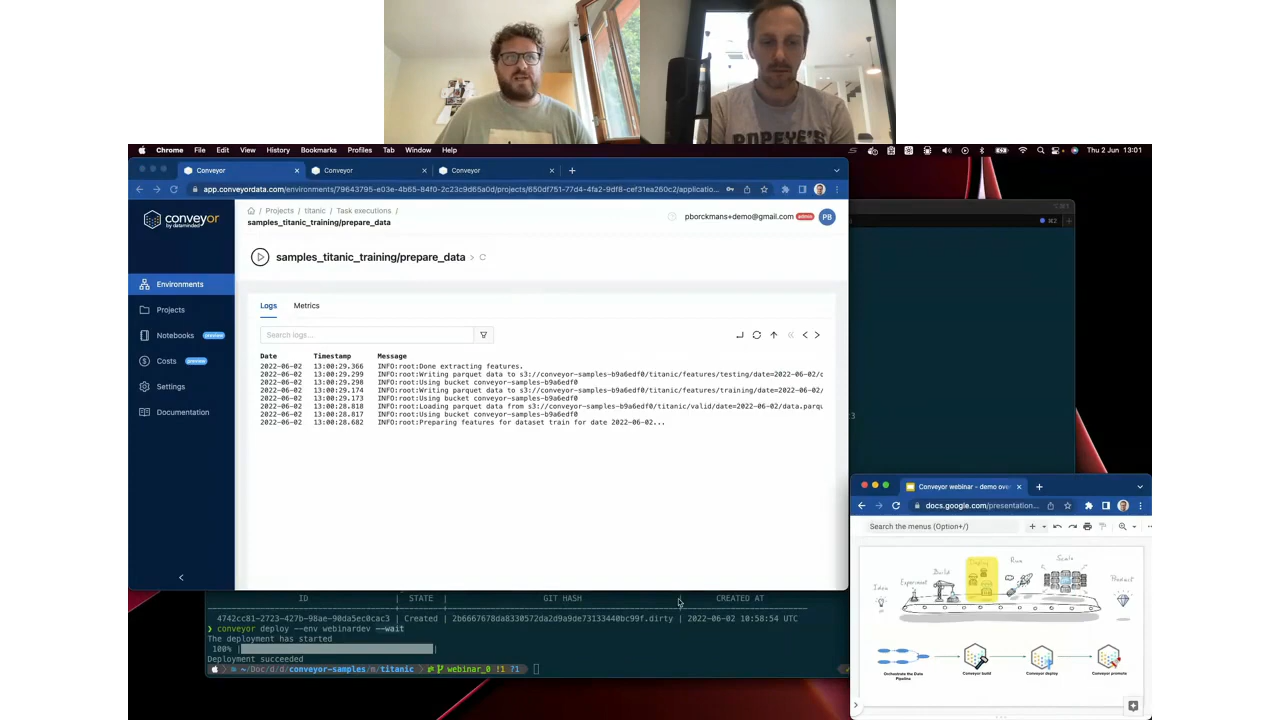 POPEYE'S
Chrome File Edit View History Bookmarks Profiles Tab Window Help Thu 2 Jun 13:01
Conveyor Conveyor Conveyor
app.conveyordata.com/environments/79643795-e03e-4b65-84f0-2c23c9d65a0d/projects/650df751-77d4-4fa2-9df8-cef31ea260c2/applicatio...
conveyor
by dataminded
/ Projects / titanic / Task executions /
samples_titanic_training/prepare_data
pborckmans+demo@gmail.com admin PB
samples_titanic_training/prepare_data
Environments
Projects
Notebooks preview
Costs preview
Settings
Documentation
Logs Metrics
Search logs...
Date Timestamp Message
2022-06-02 13:00:29.366 INFO:root:Done extracting features.
2022-06-02 13:00:29.299 INFO:root:Writing parquet data to s3://conveyor-samples-b9a6edf0/titanic/features/testing/date=2022-06-02/
2022-06-02 13:00:29.298 INFO:root:Using bucket conveyor-samples-b9a6edf0
2022-06-02 13:00:29.174 INFO:root:Writing parquet data to s3://conveyor-samples-b9a6edf0/titanic/features/training/date=2022-06-02/
2022-06-02 13:00:29.173 INFO:root:Using bucket conveyor-samples-b9a6edf0
2022-06-02 13:00:28.818 INFO:root:Loading parquet data from s3://conveyor-samples-b9a6edf0/titanic/valid/date=2022-06-02/data.parqu
2022-06-02 13:00:28.817 INFO:root:Using bucket conveyor-samples-b9a6edf0
2022-06-02 13:00:28.682 INFO:root:Preparing features for dataset train for date 2022-06-02...
ID | STATE | GIT HASH | CREATED AT
4742cc81-2723-427b-98ae-90da5ec0cac3 | Created | 2b6667678da8330572da2d9a9de73133440bc99f.dirty | 2022-06-02 10:58:54 UTC
conveyor deploy --env webinardev --wait
The deployment has started
100% | |
Deployment succeeded
~/Doc/d/d/conveyor-samples/m/titanic webinar_0 !1 ?1
Conveyor webinar - demo ove
docs.google.com/presentation...
Search the menus (Option+/)
Idea Experiment Build Deploy Run Scale Product
Orchestrate the Data Pipeline
Conveyor build
Conveyor deploy
Conveyor promote